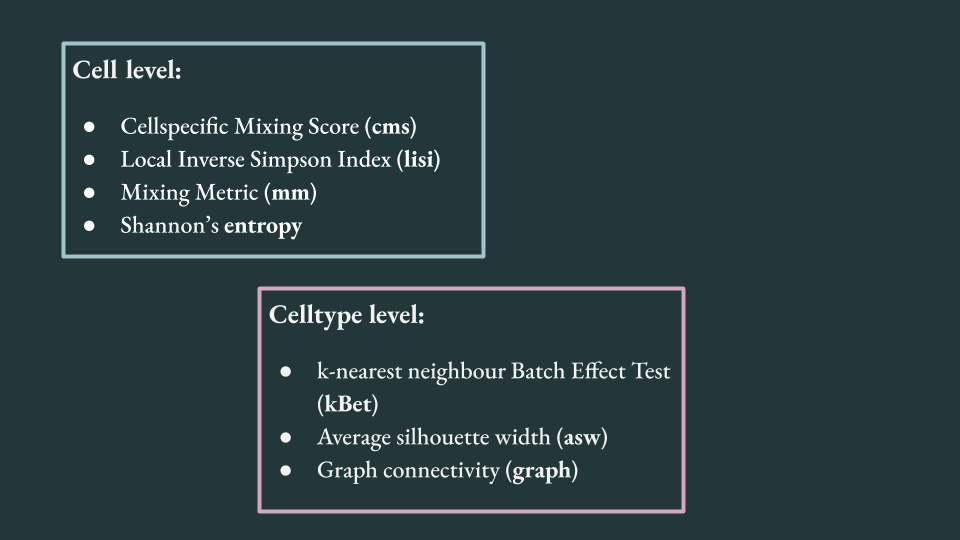 Cell level:
● Cellspecific Mixing Score (cms)
● Local Inverse Simpson Index (lisi)
● Mixing Metric (mm)
● Shannon’s entropy
Celltype level:
● k-nearest neighbour Batch Effect Test
(kBet)
● Average silhouette width (asw)
● Graph connectivity (graph)